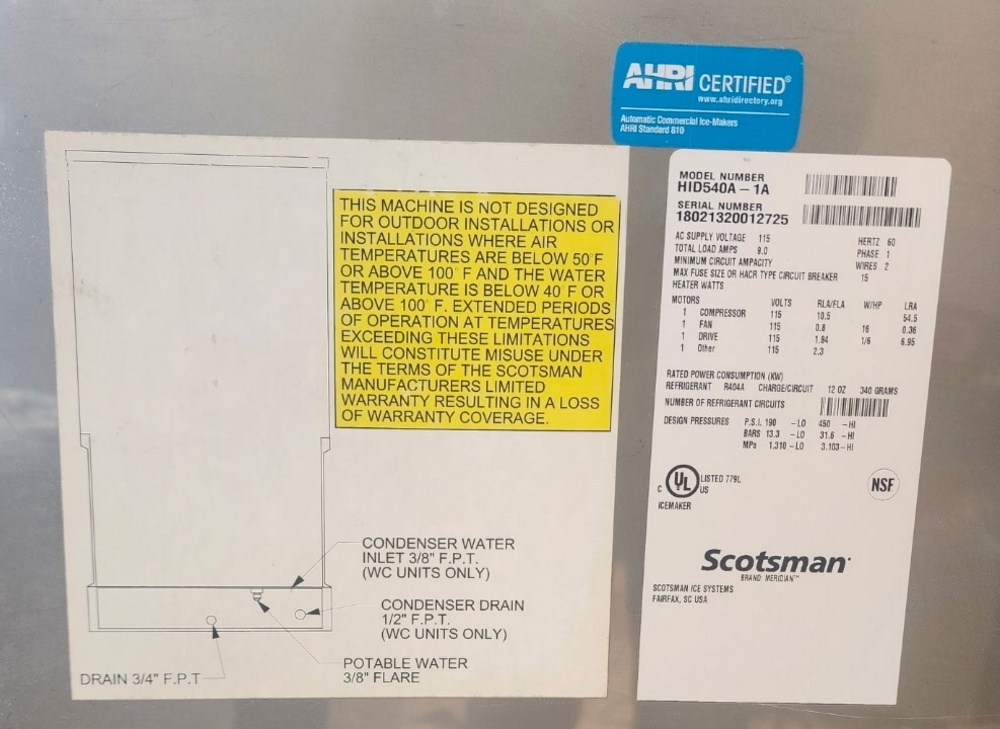 AHRI CERTIFIED®
www.ahridirectory.org
Automatic Commercial Ice-Makers
AHRI Standard 810
THIS MACHINE IS NOT DESIGNED
FOR OUTDOOR INSTALLATIONS OR
INSTALLATIONS WHERE AIR
TEMPERATURES ARE BELOW 50°F
OR ABOVE 100°F AND THE WATER
TEMPERATURE IS BELOW 40°F OR
ABOVE 100°F. EXTENDED PERIODS
OF OPERATION AT TEMPERATURES
EXCEEDING THESE LIMITATIONS
WILL CONSTITUTE MISUSE UNDER
THE TERMS OF THE SCOTSMAN
MANUFACTURERS LIMITED
WARRANTY RESULTING IN A LOSS
OF WARRANTY COVERAGE.
CONDENSER WATER
INLET 3/8" F.P.T.
(WC UNITS ONLY)
CONDENSER DRAIN
1/2" F.P.T.
(WC UNITS ONLY)
POTABLE WATER
3/8" FLARE
DRAIN 3/4" F.P.T
MODEL NUMBER
HID540A-1A
SERIAL NUMBER
18021320012725
AC SUPPLY VOLTAGE 115 HERTZ 60
TOTAL LOAD AMPS 9.0 PHASE 1
MINIMUM CIRCUIT AMPACITY WIRES 2
MAX FUSE SIZE OR HACR TYPE CIRCUIT BREAKER 15
HEATER WATTS
MOTORS VOLTS RLA/FLA W/HP LRA
1 COMPRESSOR 115 10.5 54.5
1 FAN 115 0.8 16 0.36
1 DRIVE 115 1.84 1/6 6.95
1 Other 115 2.3
RATED POWER CONSUMPTION (KW)
REFRIGERANT R404A CHARGE/CIRCUIT 12 OZ 340 GRAMS
NUMBER OF REFRIGERANT CIRCUITS
DESIGN PRESSURES P.S.I. 190 -LO 450 -HI
BARS 13.3 -LO 31.6 -HI
MPa 1.310-LO 3.103-HI
C UL US LISTED 779L
ICEMAKER
NSF
Scotsman
BRAND: MERIDIAN™
SCOTSMAN ICE SYSTEMS
FAIRFAX, SC USA